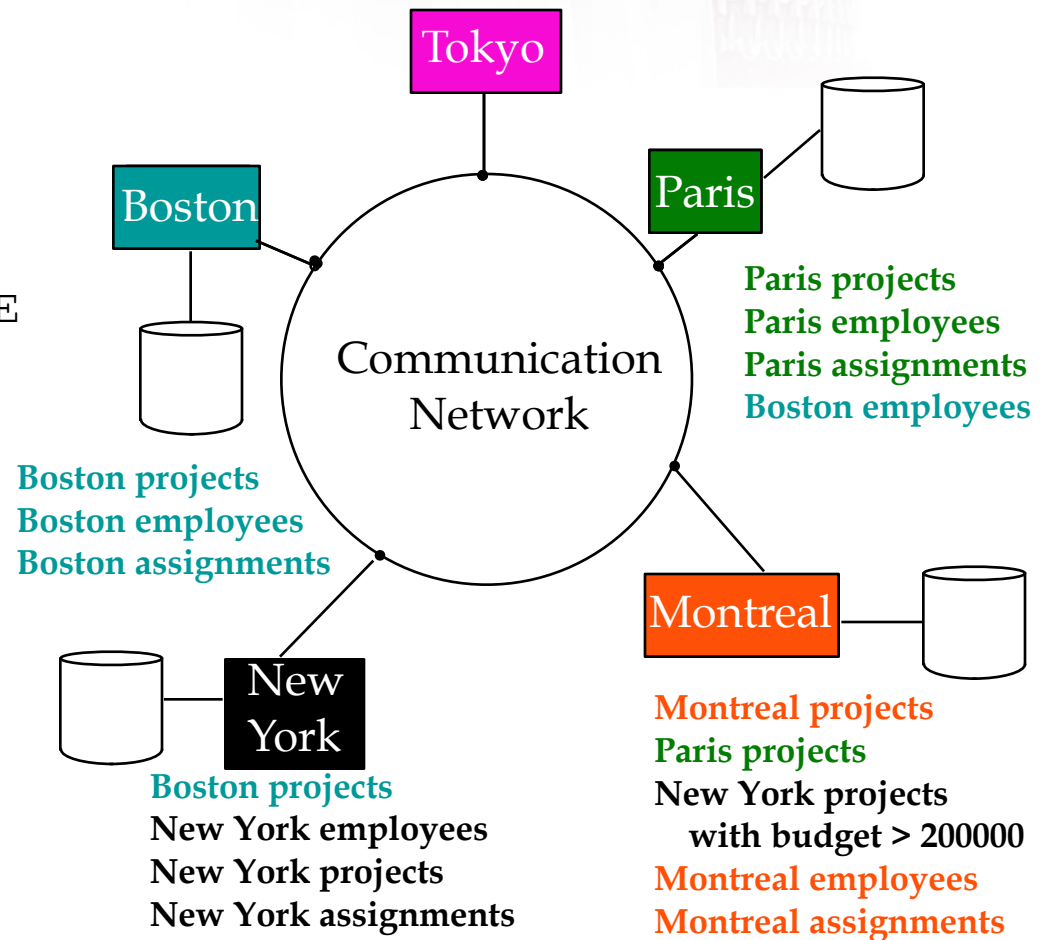 Tokyo
Boston
Paris
E
Communication
Network
Paris projects
Paris employees
Paris assignments
Boston employees
Boston projects
Boston employees
Boston assignments
Montreal
New
York
Boston projects
New York employees
New York projects
New York assignments
Montreal projects
Paris projects
New York projects
with budget > 200000
Montreal employees
Montreal assignments